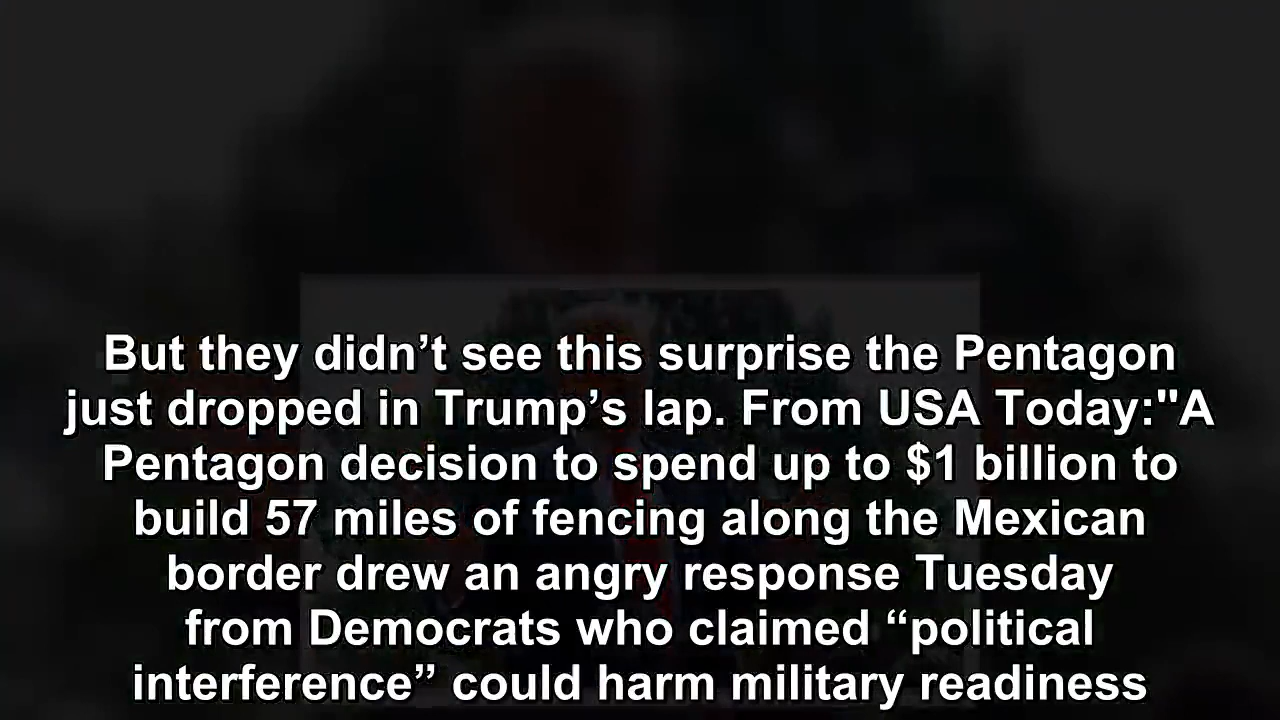 But they didn’t see this surprise the Pentagon
just dropped in Trump’s lap. From USA Today:"A
Pentagon decision to spend up to $1 billion to
build 57 miles of fencing along the Mexican
border drew an angry response Tuesday
from Democrats who claimed “political
interference” could harm military readiness